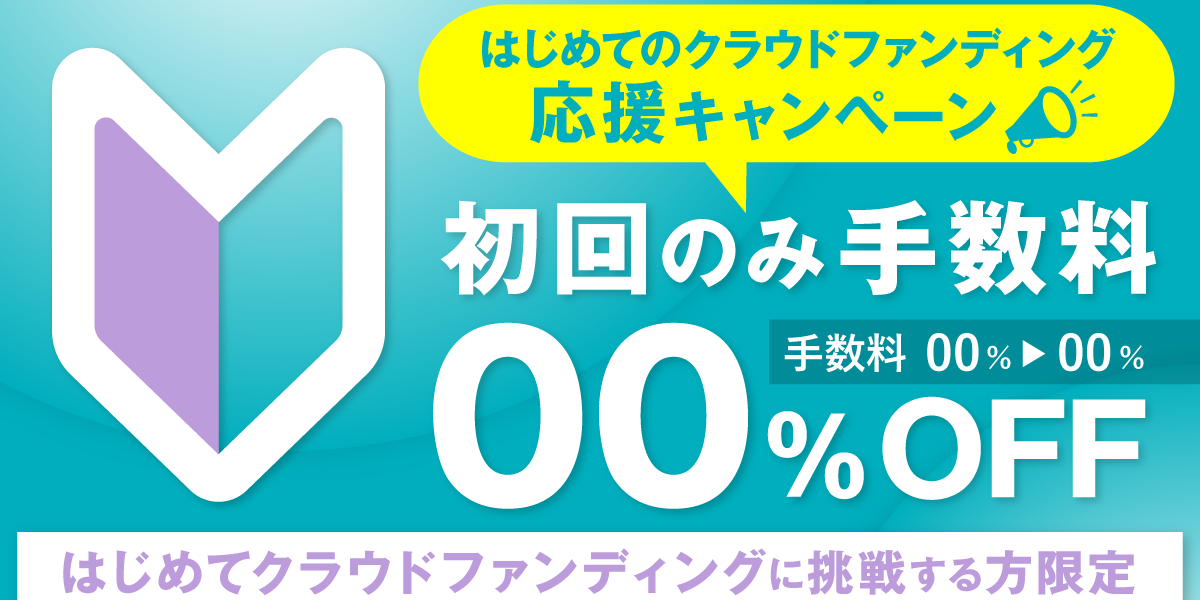 はじめてのクラウドファンディング
応援キャンペーン
初回のみ手数料
手数料 00%▶00%
00%OFF
はじめてクラウドファンディングに挑戦する方限定